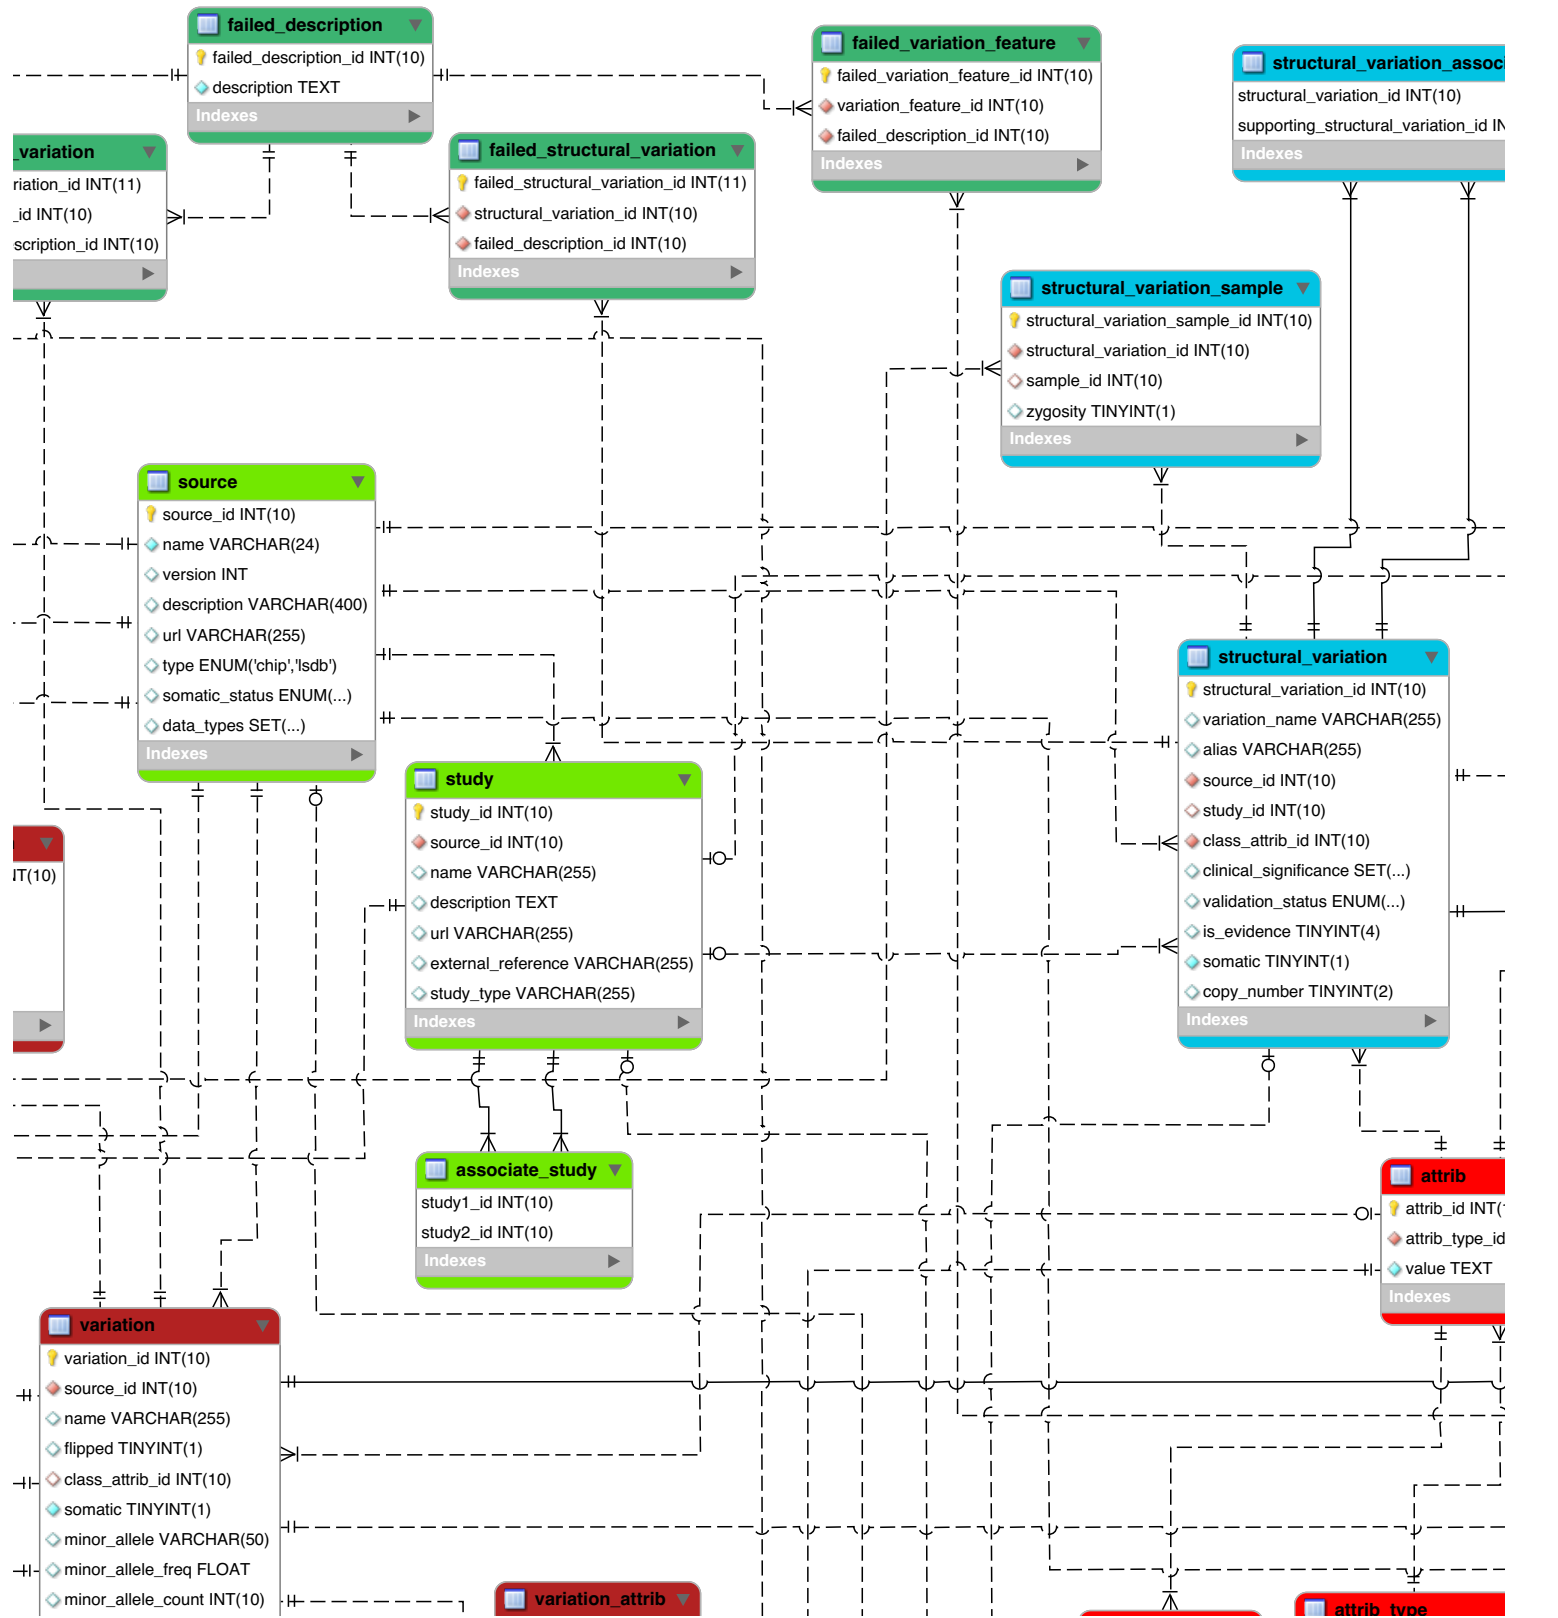 failed_description
failed_description_id INT(10)
description TEXT
Indexes
failed_variation_feature
failed_variation_feature_id INT(10)
variation_feature_id INT(10)
failed_description_id INT(10)
Indexes
structural_variation_assoc
structural_variation_id INT(10)
supporting_structural_variation_id IN
Indexes
_variation
riation_id INT(11)
_id INT(10)
scription_id INT(10)
failed_structural_variation
failed_structural_variation_id INT(11)
structural_variation_id INT(10)
failed_description_id INT(10)
Indexes
structural_variation_sample
structural_variation_sample_id INT(10)
structural_variation_id INT(10)
sample_id INT(10)
zygosity TINYINT(1)
Indexes
source
source_id INT(10)
name VARCHAR(24)
version INT
description VARCHAR(400)
url VARCHAR(255)
type ENUM('chip','lsdb')
somatic_status ENUM(...)
data_types SET(...)
Indexes
structural_variation
structural_variation_id INT(10)
variation_name VARCHAR(255)
alias VARCHAR(255)
source_id INT(10)
study_id INT(10)
class_attrib_id INT(10)
clinical_significance SET(...)
validation_status ENUM(...)
is_evidence TINYINT(4)
somatic TINYINT(1)
copy_number TINYINT(2)
Indexes
study
study_id INT(10)
source_id INT(10)
name VARCHAR(255)
description TEXT
url VARCHAR(255)
external_reference VARCHAR(255)
study_type VARCHAR(255)
Indexes
NT(10)
associate_study
study1_id INT(10)
study2_id INT(10)
Indexes
attrib
attrib_id INT(
attrib_type_id
value TEXT
Indexes
variation
variation_id INT(10)
source_id INT(10)
name VARCHAR(255)
flipped TINYINT(1)
class_attrib_id INT(10)
somatic TINYINT(1)
minor_allele VARCHAR(50)
minor_allele_freq FLOAT
minor_allele_count INT(10)
variation_attrib
attrib_type